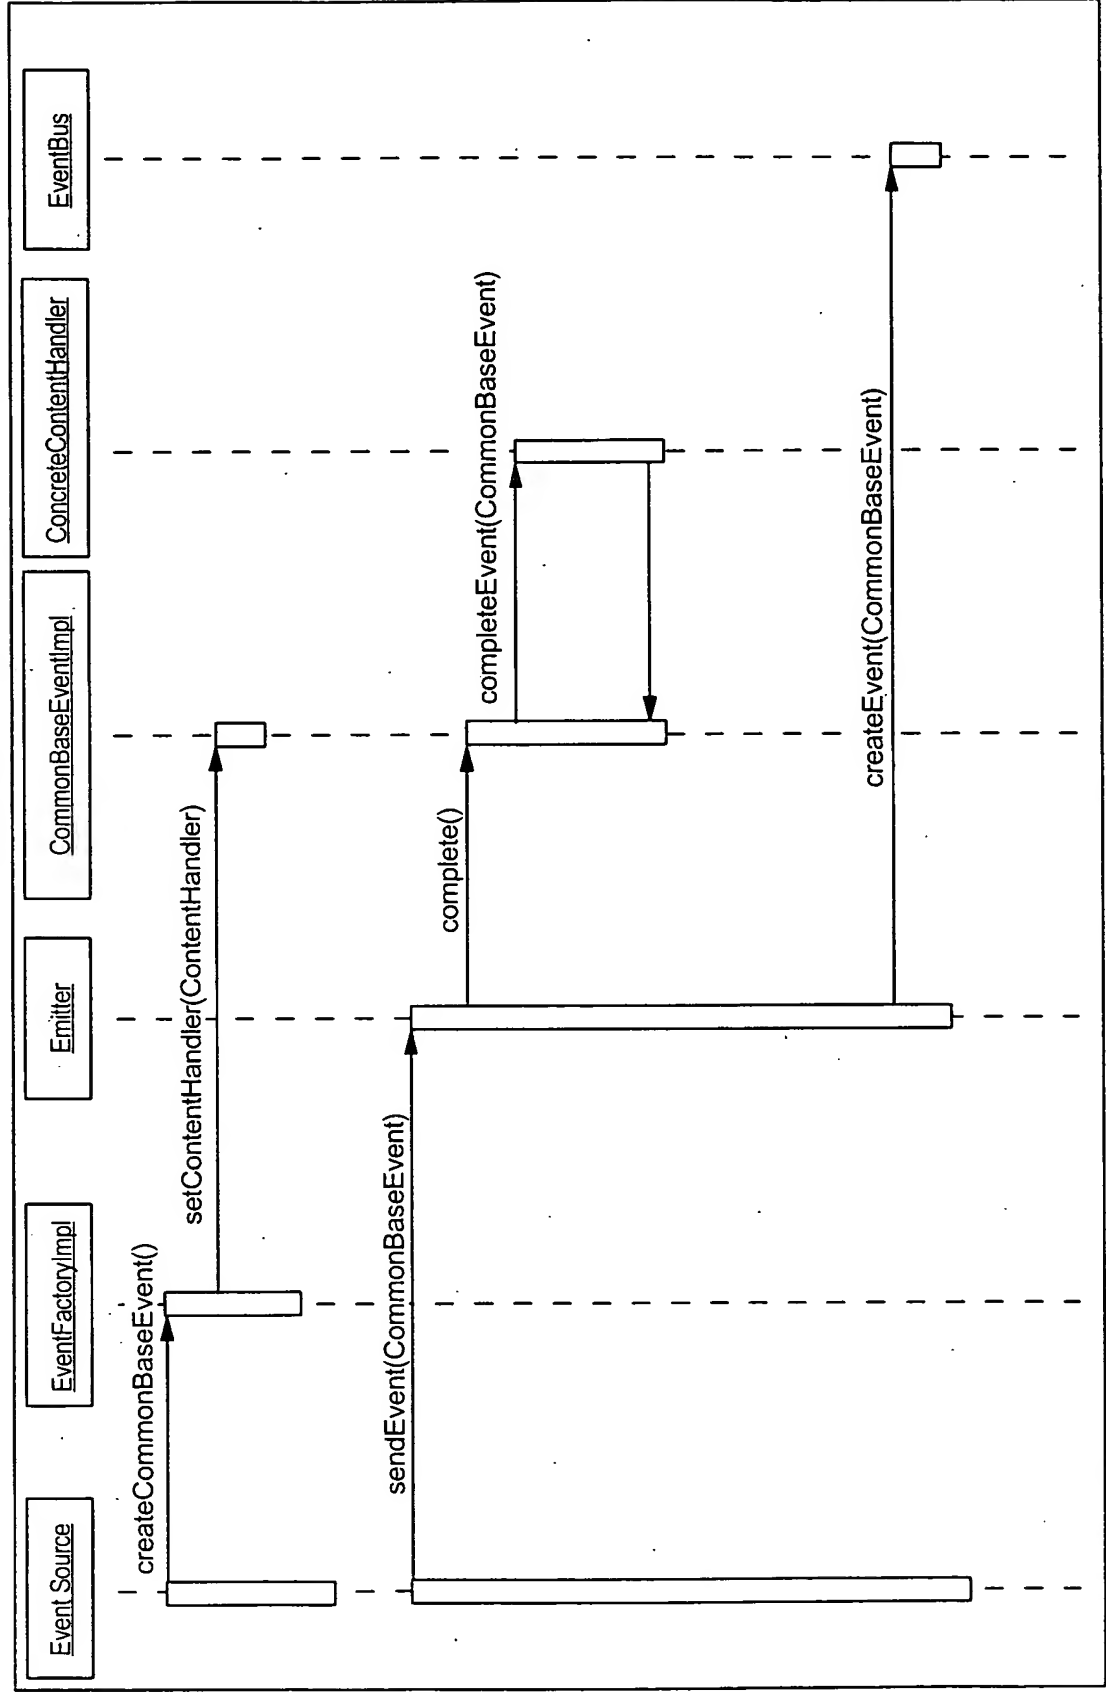 Event Source
EventFactoryImpl
Emitter
CommonBaseEventImpl
ConcreteContentHandler
EventBus
createCommonBaseEvent()
setContentHandler(ContentHandler)
sendEvent(CommonBaseEvent)
complete()
completeEvent(CommonBaseEvent)
createEvent(CommonBaseEvent)